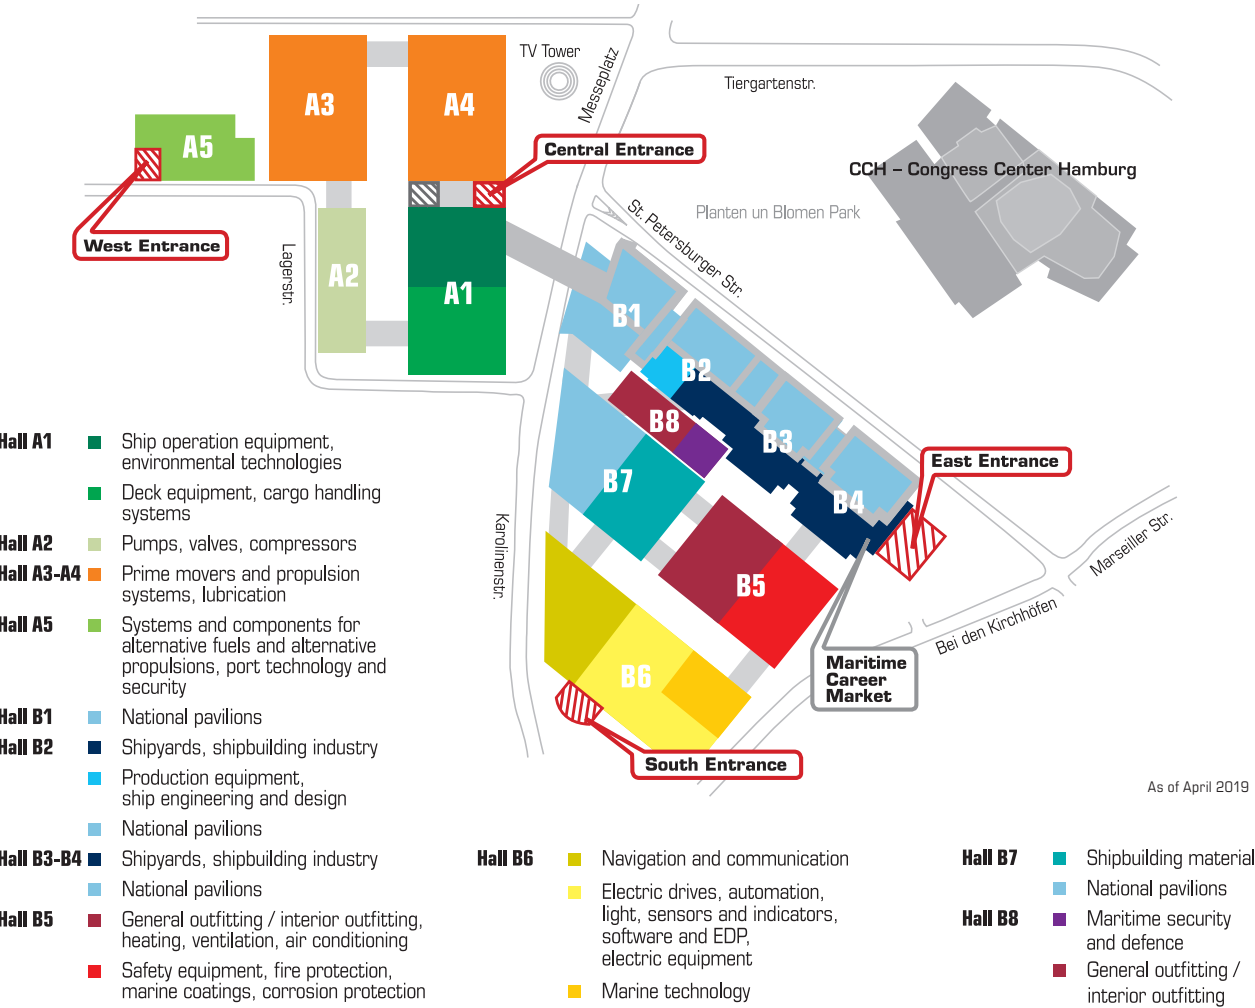 TV Tower
Messeplatz
Tiergartenstr.
A3
A4
A5
Central Entrance
CCH – Congress Center Hamburg
Planten un Blomen Park
St. Petersburger Str.
West Entrance
Lagerstr.
A2
A1
B1
B2
B8
B3
B7
B4
East Entrance
Karolinenstr.
Marseiller Str.
B5
Bei den Kirchhöfen
B6
Maritime
Career
Market
South Entrance
As of April 2019
Hall A1
Ship operation equipment,
environmental technologies
Deck equipment, cargo handling
systems
Hall A2
Pumps, valves, compressors
Hall A3-A4
Prime movers and propulsion
systems, lubrication
Hall A5
Systems and components for
alternative fuels and alternative
propulsions, port technology and
security
Hall B1
National pavilions
Hall B2
Shipyards, shipbuilding industry
Production equipment,
ship engineering and design
National pavilions
Hall B3-B4
Shipyards, shipbuilding industry
National pavilions
Hall B5
General outfitting / interior outfitting,
heating, ventilation, air conditioning
Safety equipment, fire protection,
marine coatings, corrosion protection
Hall B6
Navigation and communication
Electric drives, automation,
light, sensors and indicators,
software and EDP,
electric equipment
Marine technology
Hall B7
Shipbuilding material
National pavilions
Hall B8
Maritime security
and defence
General outfitting /
interior outfitting